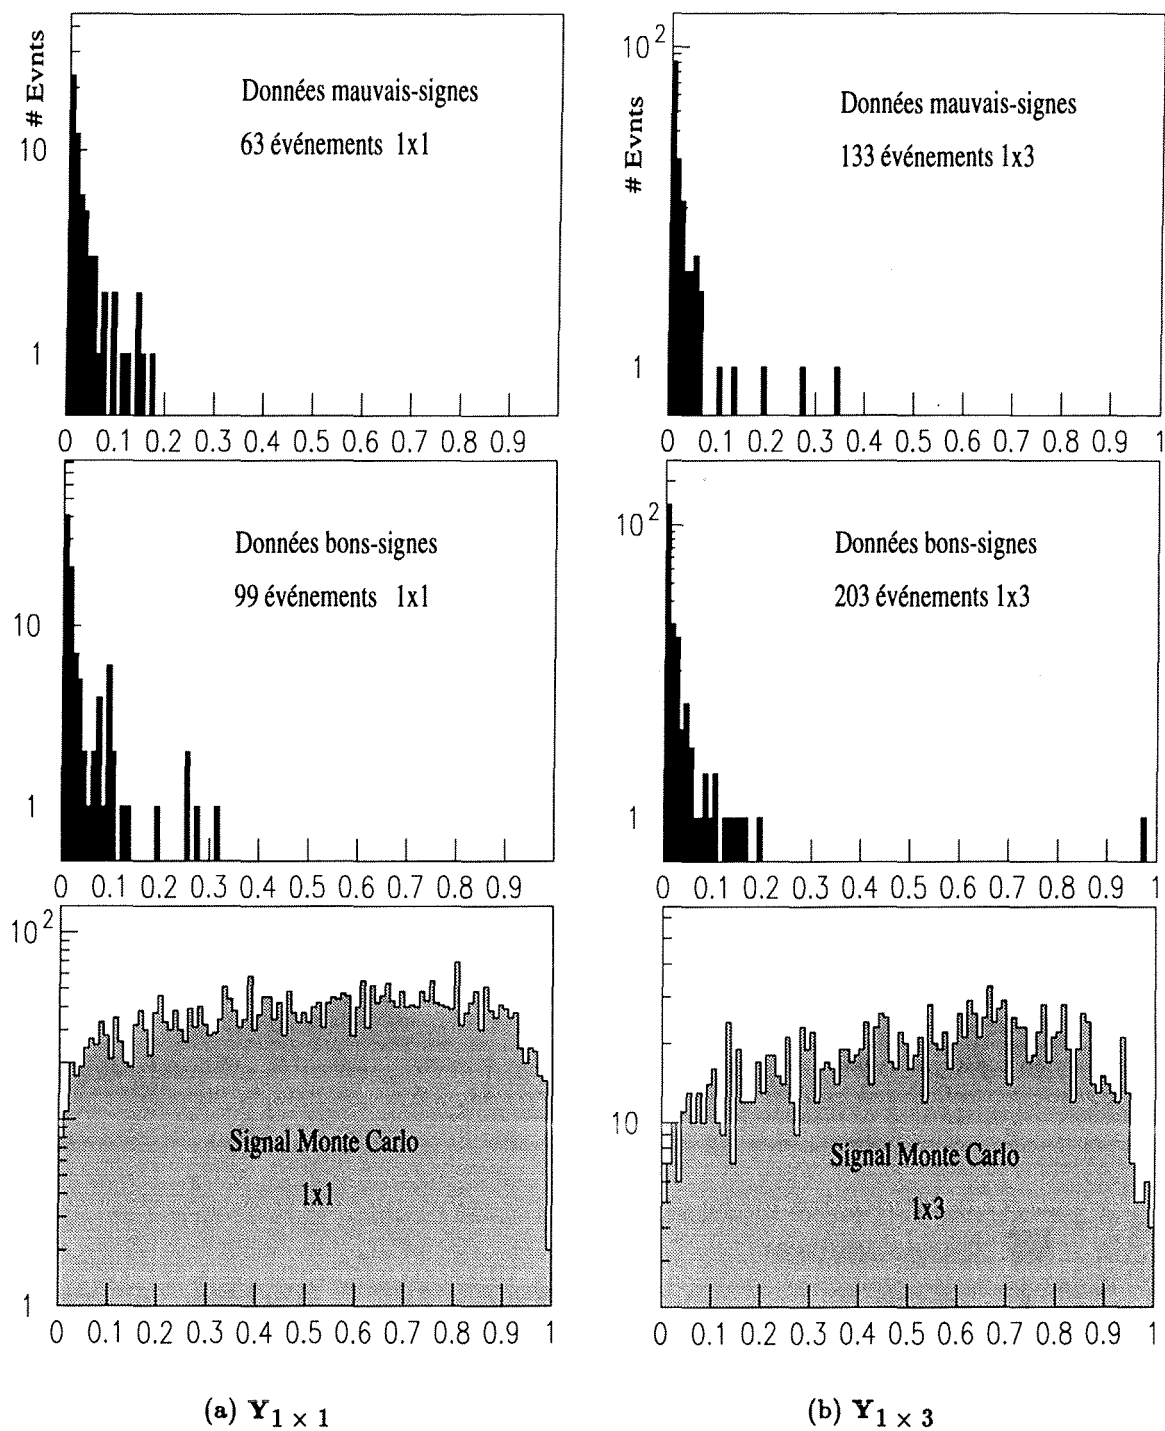 # Evnts
Données mauvais-signes
63 événements 1x1
10
1
0 0.1 0.2 0.3 0.4 0.5 0.6 0.7 0.8 0.9
10²
# Evnts
Données mauvais-signes
133 événements 1x3
1
0 0.1 0.2 0.3 0.4 0.5 0.6 0.7 0.8 0.9 1
Données bons-signes
99 événements 1x1
10
1
0 0.1 0.2 0.3 0.4 0.5 0.6 0.7 0.8 0.9
10²
Données bons-signes
203 événements 1x3
1
0 0.1 0.2 0.3 0.4 0.5 0.6 0.7 0.8 0.9 1
10²
Signal Monte Carlo
1x1
1
0 0.1 0.2 0.3 0.4 0.5 0.6 0.7 0.8 0.9 1
10
Signal Monte Carlo
1x3
0 0.1 0.2 0.3 0.4 0.5 0.6 0.7 0.8 0.9 1
(a) Y1 × 1
(b) Y1 × 3